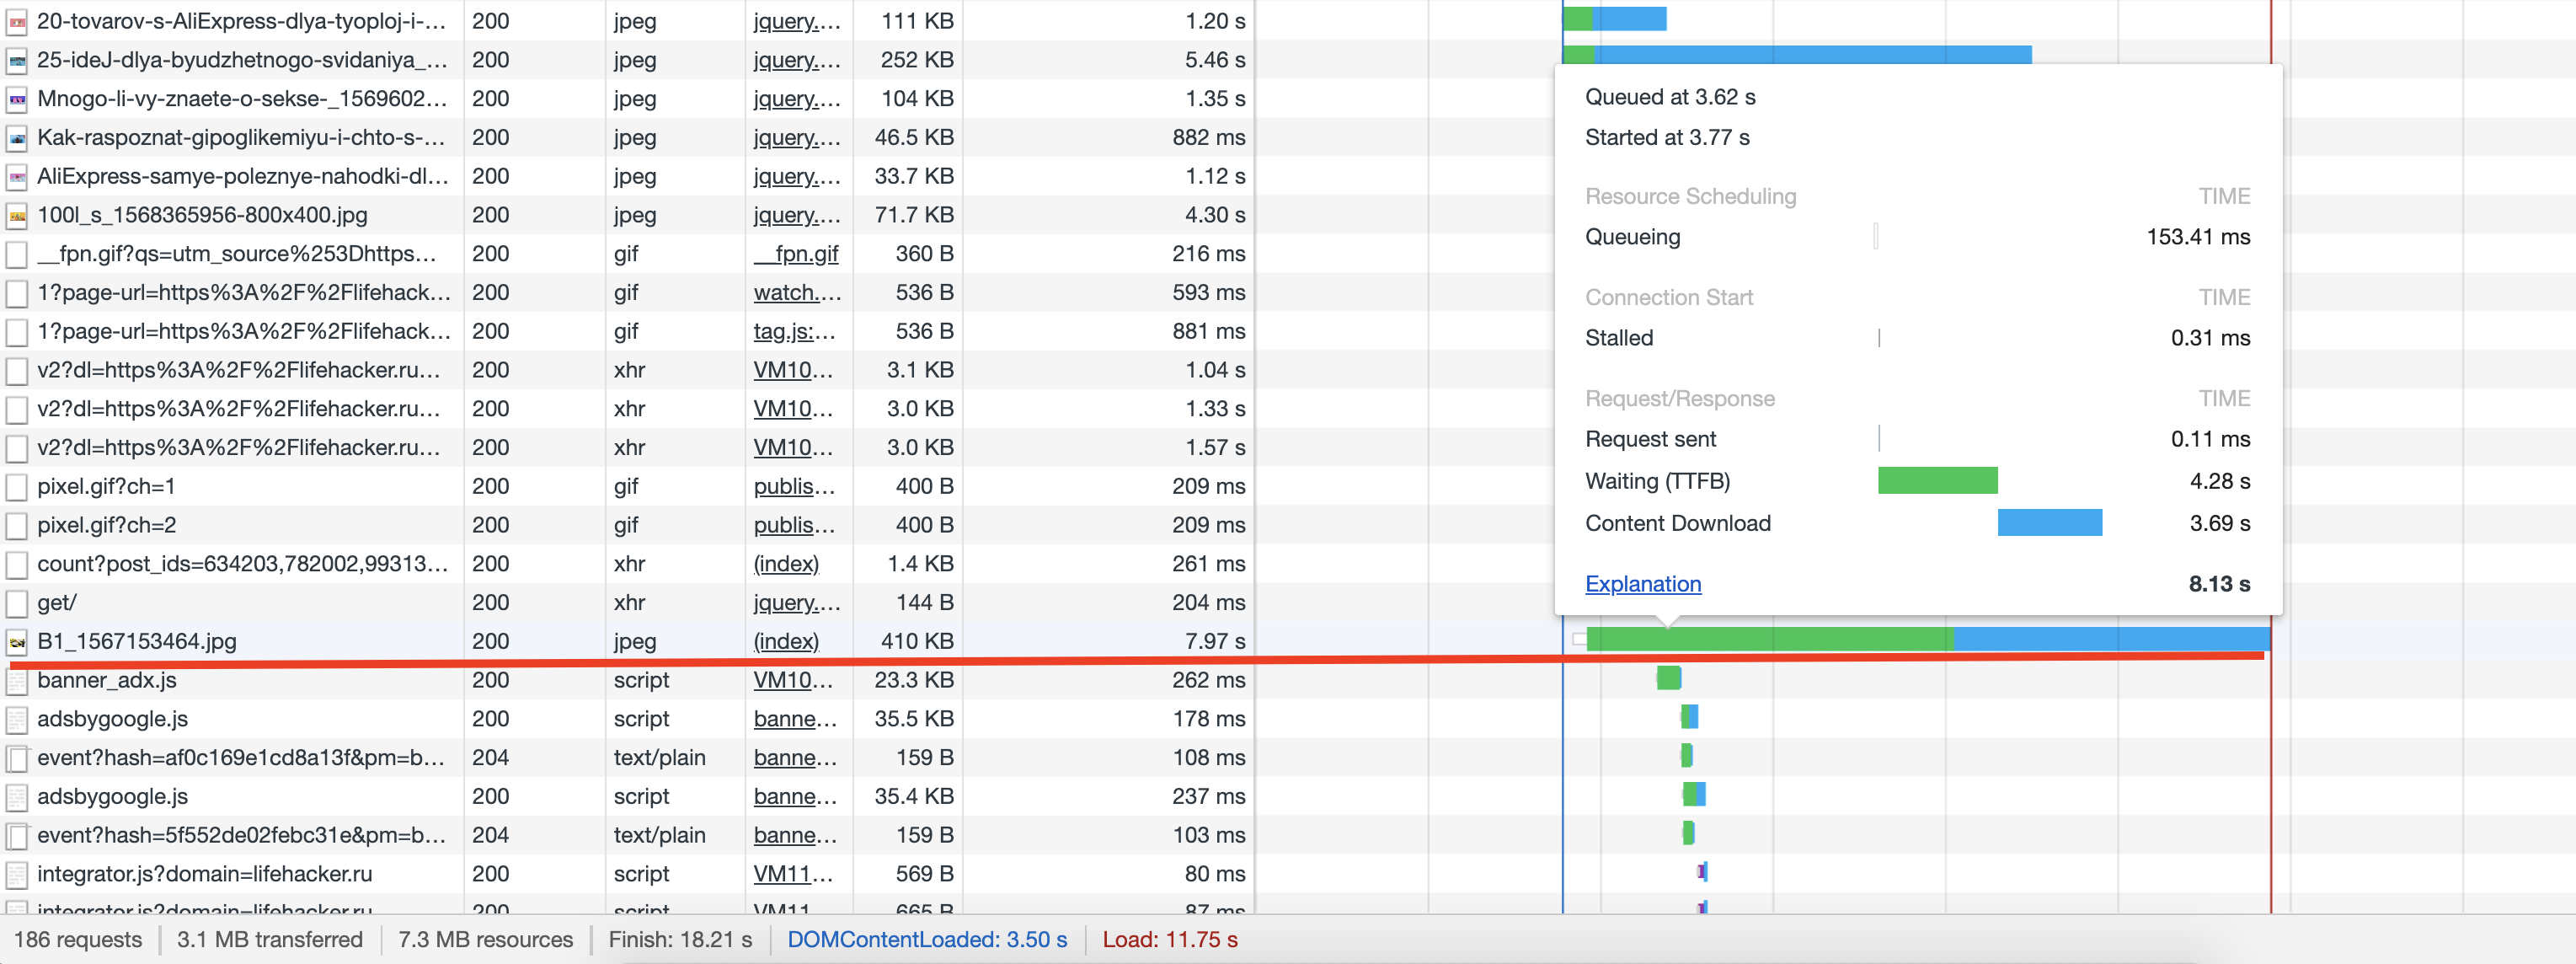 20-tovarov-s-AliExpress-dlya-tyoploj-i-... 200 jpeg jquery.... 111 KB 1.20 s
25-ideJ-dlya-byudzhetnogo-svidaniya_... 200 jpeg jquery.... 252 KB 5.46 s
Mnogo-li-vy-znaete-o-sekse-_1569602... 200 jpeg jquery.... 104 KB 1.35 s
Kak-raspoznat-gipoglikemiyu-i-chto-s-... 200 jpeg jquery.... 46.5 KB 882 ms
AliExpress-samye-poleznye-nahodki-dl... 200 jpeg jquery.... 33.7 KB 1.12 s
100l_s_1568365956-800x400.jpg 200 jpeg jquery.... 71.7 KB 4.30 s
__fpn.gif?qs=utm_source%253Dhttps... 200 gif __fpn.gif 360 B 216 ms
1?page-url=https%3A%2F%2Flifehack... 200 gif watch.... 536 B 593 ms
1?page-url=https%3A%2F%2Flifehack... 200 gif tag.js:... 536 B 881 ms
v2?dl=https%3A%2F%2Flifehacker.ru... 200 xhr VM10... 3.1 KB 1.04 s
v2?dl=https%3A%2F%2Flifehacker.ru... 200 xhr VM10... 3.0 KB 1.33 s
v2?dl=https%3A%2F%2Flifehacker.ru... 200 xhr VM10... 3.0 KB 1.57 s
pixel.gif?ch=1 200 gif publis... 400 B 209 ms
pixel.gif?ch=2 200 gif publis... 400 B 209 ms
count?post_ids=634203,782002,99313... 200 xhr (index) 1.4 KB 261 ms
get/ 200 xhr jquery.... 144 B 204 ms
B1_1567153464.jpg 200 jpeg (index) 410 KB 7.97 s
banner_adx.js 200 script VM10... 23.3 KB 262 ms
adsbygoogle.js 200 script banne... 35.5 KB 178 ms
event?hash=af0c169e1cd8a13f&pm=b... 204 text/plain banne... 159 B 108 ms
adsbygoogle.js 200 script banne... 35.4 KB 237 ms
event?hash=5f552de02febc31e&pm=b... 204 text/plain banne... 159 B 103 ms
integrator.js?domain=lifehacker.ru 200 script VM11... 569 B 80 ms
integrator.js?domain=lifehacker.ru 200 script VM11... 665 B 87 ms
Queued at 3.62 s
Started at 3.77 s
Resource Scheduling TIME
Queueing 153.41 ms
Connection Start TIME
Stalled 0.31 ms
Request/Response TIME
Request sent 0.11 ms
Waiting (TTFB) 4.28 s
Content Download 3.69 s
Explanation 8.13 s
186 requests 3.1 MB transferred 7.3 MB resources Finish: 18.21 s DOMContentLoaded: 3.50 s Load: 11.75 s